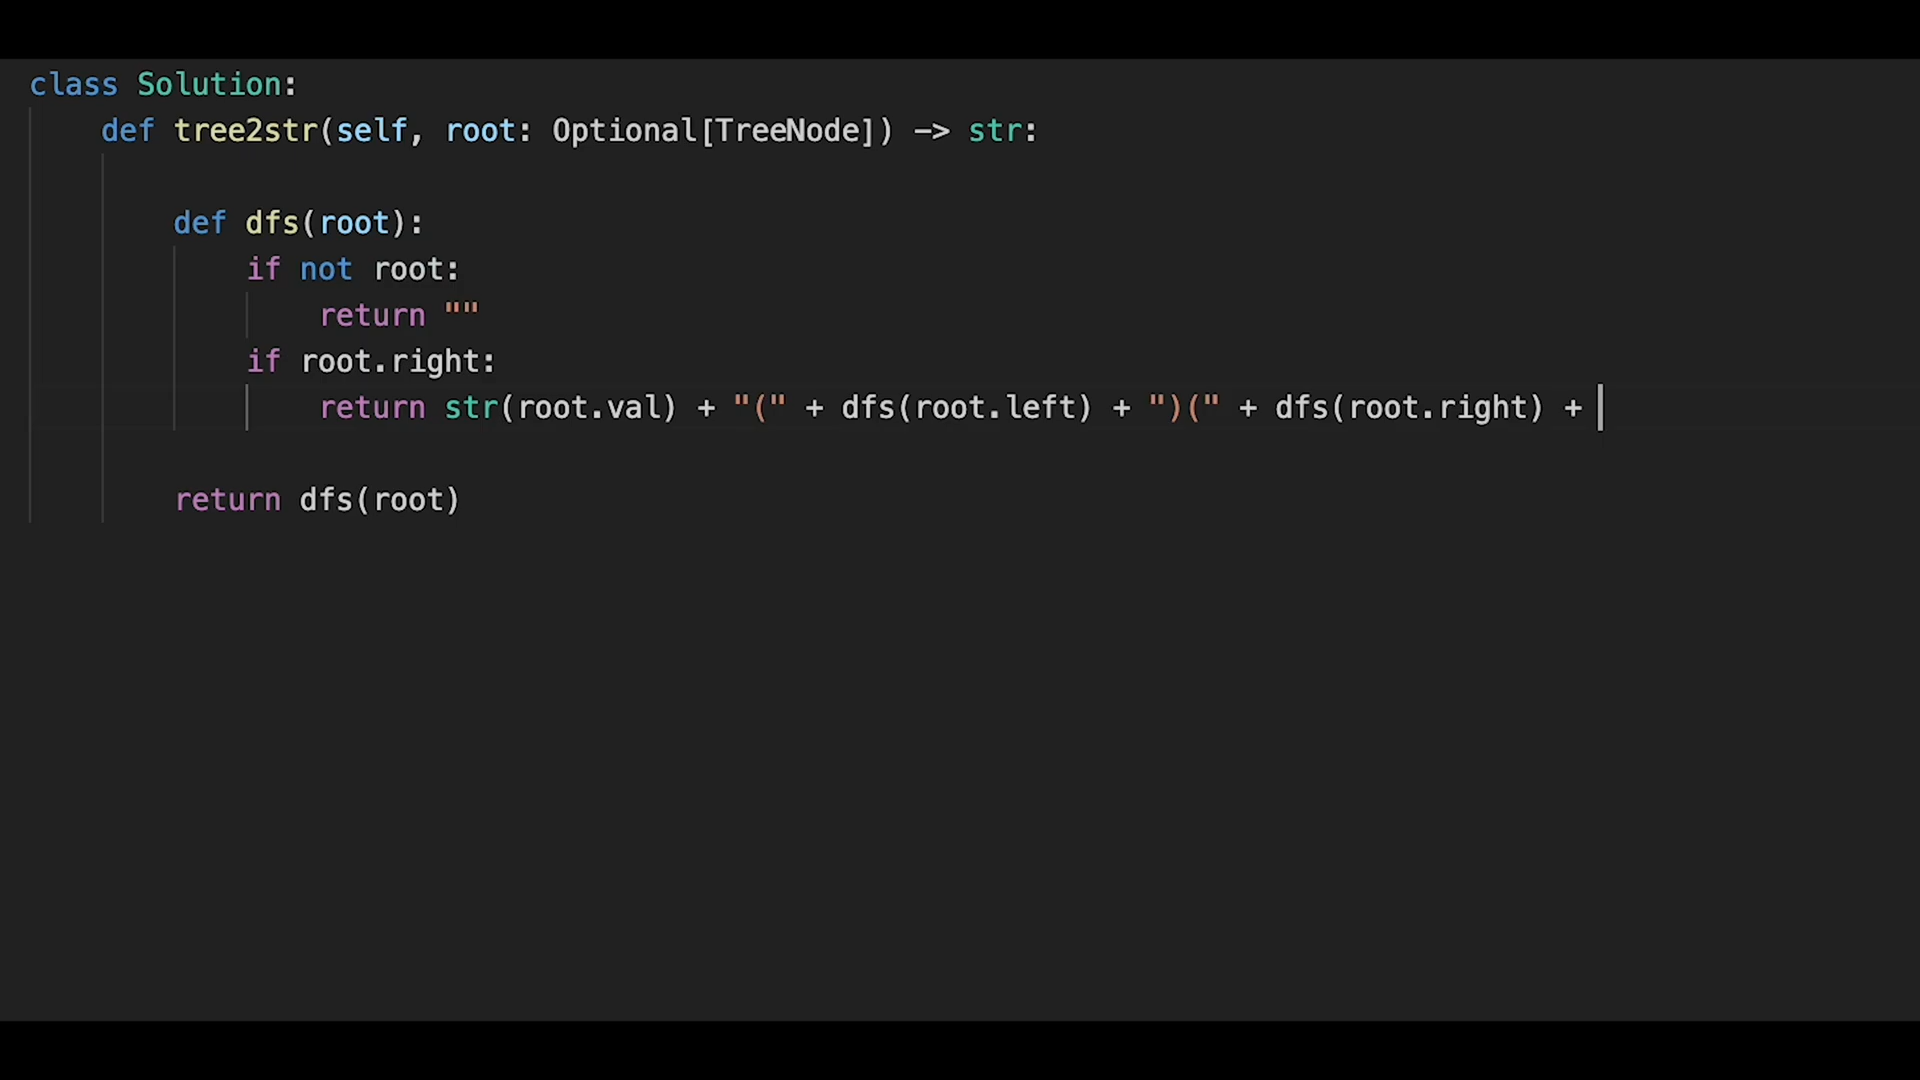 class Solution:
    def tree2str(self, root: Optional[TreeNode]) -> str:
        def dfs(root):
            if not root:
                return ""
            if root.right:
                return str(root.val) + "(" + dfs(root.left) + ")(" + dfs(root.right) +
        return dfs(root)